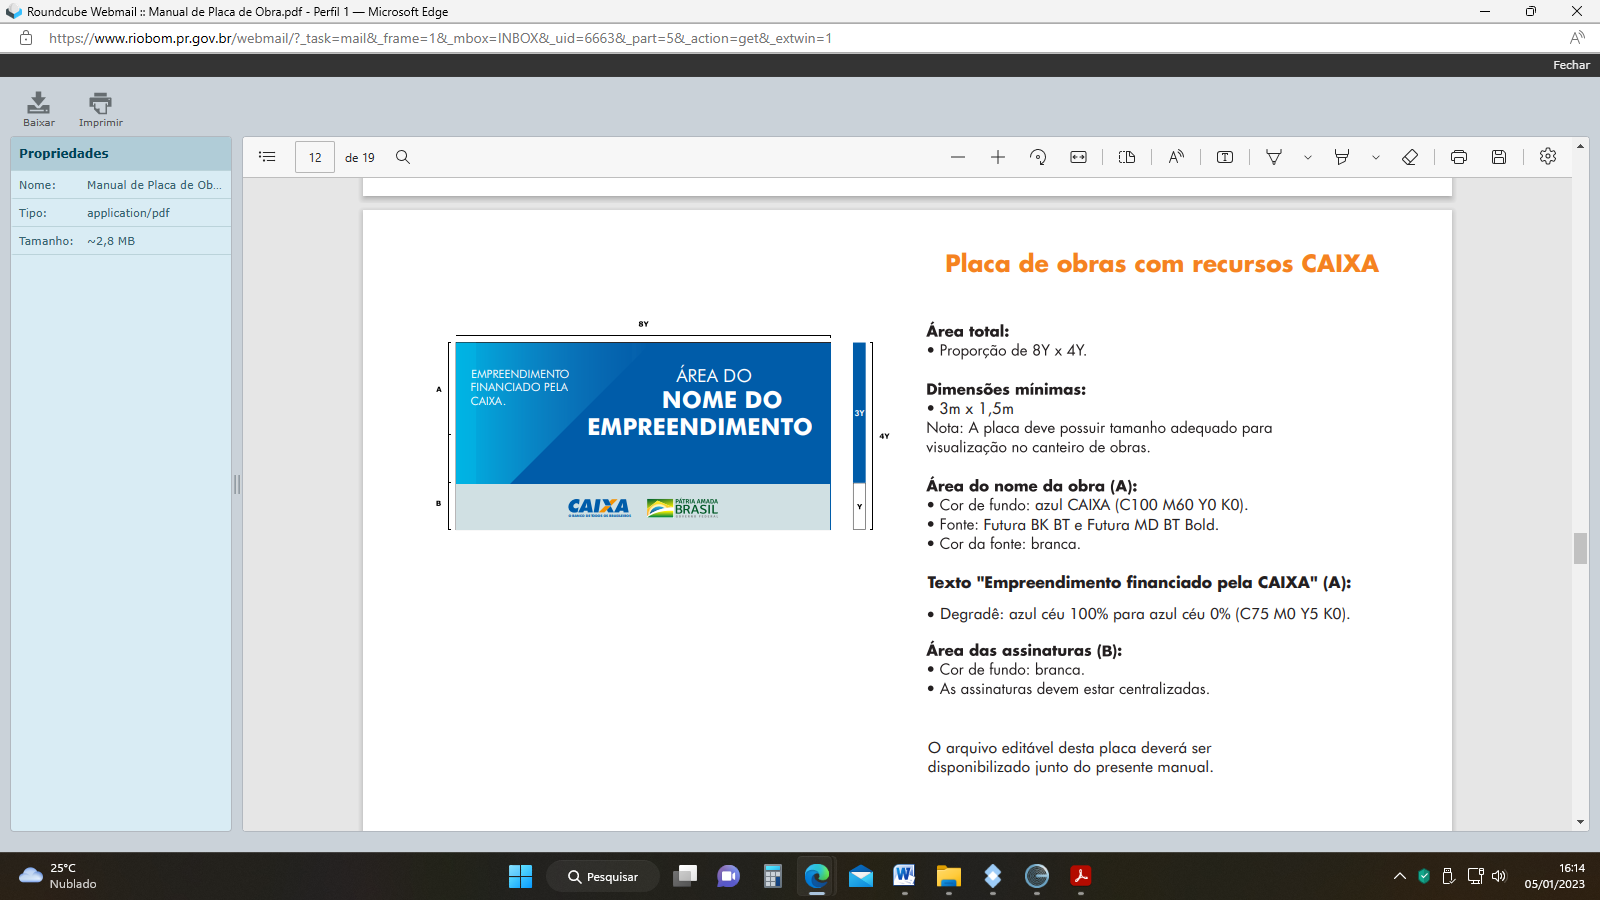 Roundcube Webmail :: Manual de Placa de Obra.pdf - Perfil 1 — Microsoft Edge
https://www.riobom.pr.gov.br/webmail/?_task=mail&_frame=1&_mbox=INBOX&_uid=6663&_part=5&_action=get&_extwin=1
Fechar
Baixar
Imprimir
Propriedades
Nome: Manual de Placa de Ob...
Tipo: application/pdf
Tamanho: ~2,8 MB
12 de 19
Placa de obras com recursos CAIXA
8Y
A
B
EMPREENDIMENTO
FINANCIADO PELA
CAIXA.
ÁREA DO
NOME DO
EMPREENDIMENTO
CAIXA
PÁTRIA AMADA
BRASIL
GOVERNO FEDERAL
3Y
Y
4Y
Área total:
• Proporção de 8Y x 4Y.
Dimensões mínimas:
• 3m x 1,5m
Nota: A placa deve possuir tamanho adequado para
visualização no canteiro de obras.
Área do nome da obra (A):
• Cor de fundo: azul CAIXA (C100 M60 Y0 K0).
• Fonte: Futura BK BT e Futura MD BT Bold.
• Cor da fonte: branca.
Texto "Empreendimento financiado pela CAIXA" (A):
• Degradê: azul céu 100% para azul céu 0% (C75 M0 Y5 K0).
Área das assinaturas (B):
• Cor de fundo: branca.
• As assinaturas devem estar centralizadas.
O arquivo editável desta placa deverá ser
disponibilizado junto do presente manual.
25°C
Nublado
Pesquisar
16:14
05/01/2023